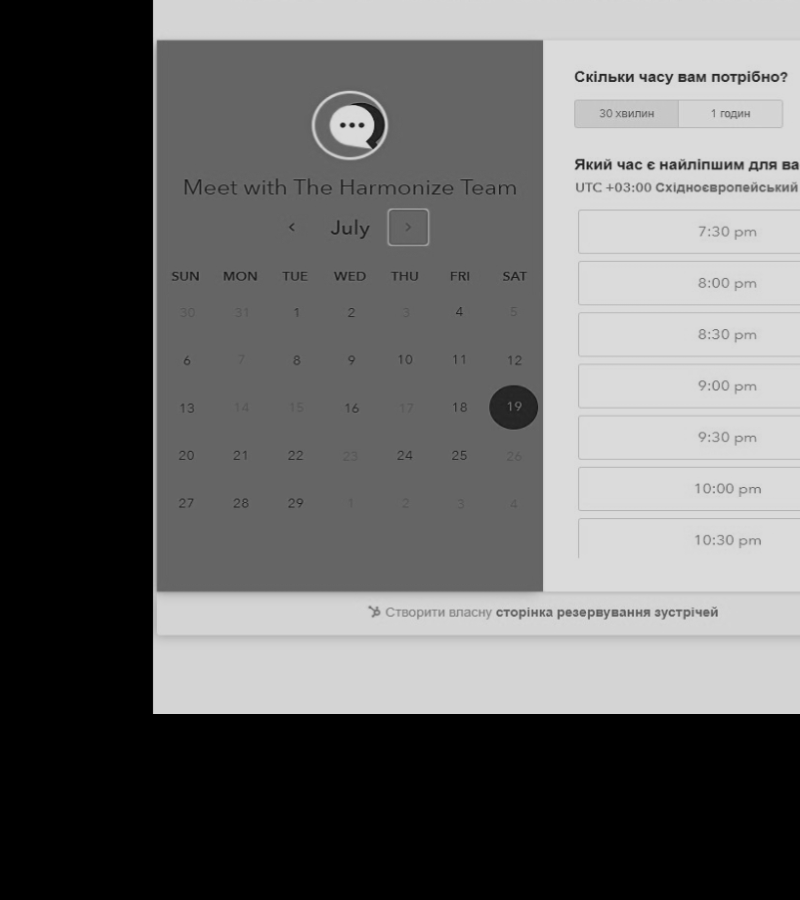 Meet with The Harmonize Team
July
SUN MON TUE WED THU FRI SAT
30 31 1 2 3 4 5
6 7 8 9 10 11 12
13 14 15 16 17 18 19
20 21 22 23 24 25 26
27 28 29 1 2 3 4
Скільки часу вам потрібно?
30 хвилин 1 годин
Який час є найліпшим для ва
UTC +03:00 Східноєвропейський
7:30 pm
8:00 pm
8:30 pm
9:00 pm
9:30 pm
10:00 pm
10:30 pm
Створити власну сторінка резервування зустрічей